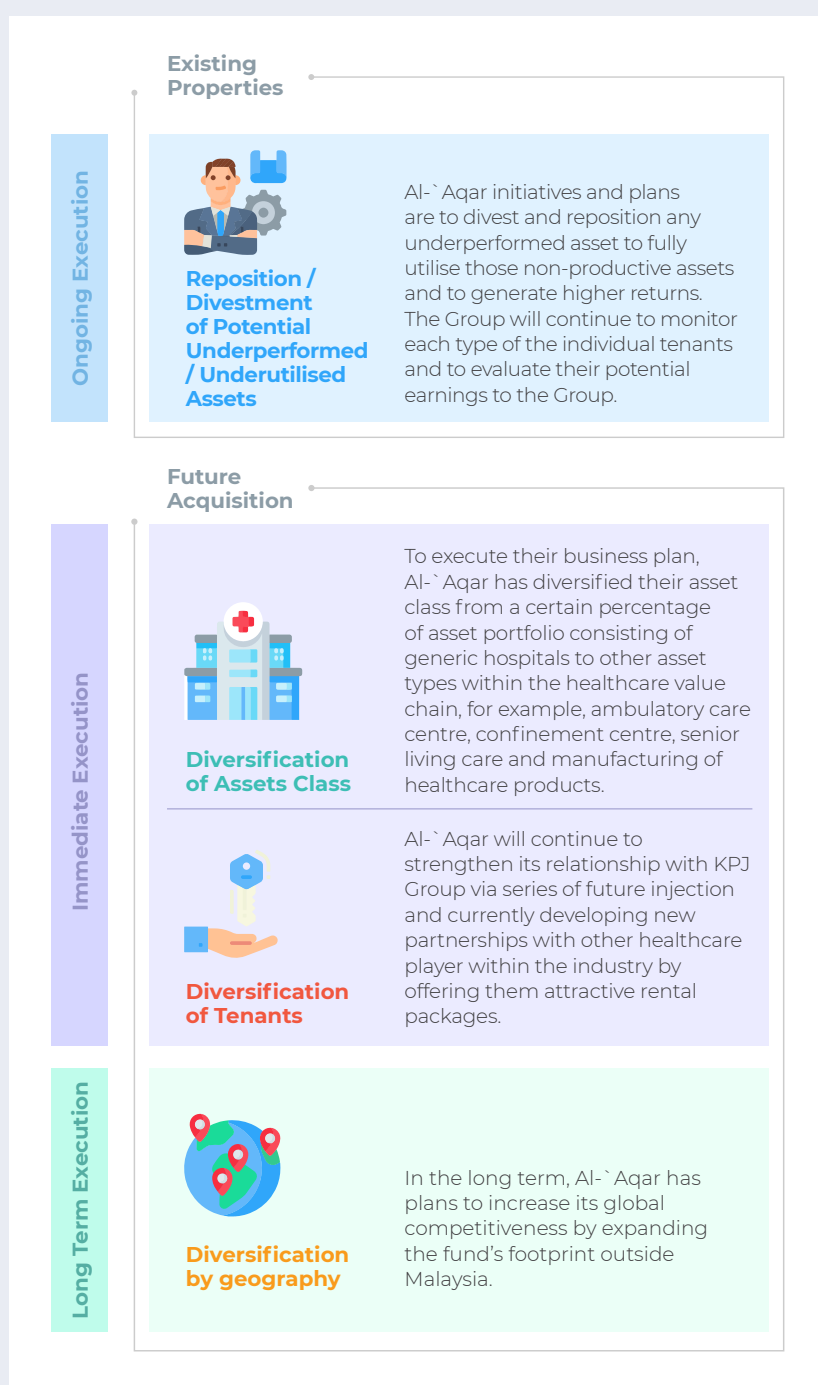 Existing
Properties
Ongoing Execution
Reposition /
Divestment
of Potential
Underperformed
/ Underutilised
Assets
Al-`Aqar initiatives and plans
are to divest and reposition any
underperformed asset to fully
utilise those non-productive assets
and to generate higher returns.
The Group will continue to monitor
each type of the individual tenants
and to evaluate their potential
earnings to the Group.
Future
Acquisition
Immediate Execution
Diversification
of Assets Class
To execute their business plan,
Al-`Aqar has diversified their asset
class from a certain percentage
of asset portfolio consisting of
generic hospitals to other asset
types within the healthcare value
chain, for example, ambulatory care
centre, confinement centre, senior
living care and manufacturing of
healthcare products.
Diversification
of Tenants
Al-`Aqar will continue to
strengthen its relationship with KPJ
Group via series of future injection
and currently developing new
partnerships with other healthcare
player within the industry by
offering them attractive rental
packages.
Long Term Execution
Diversification
by geography
In the long term, Al-`Aqar has
plans to increase its global
competitiveness by expanding
the fund's footprint outside
Malaysia.